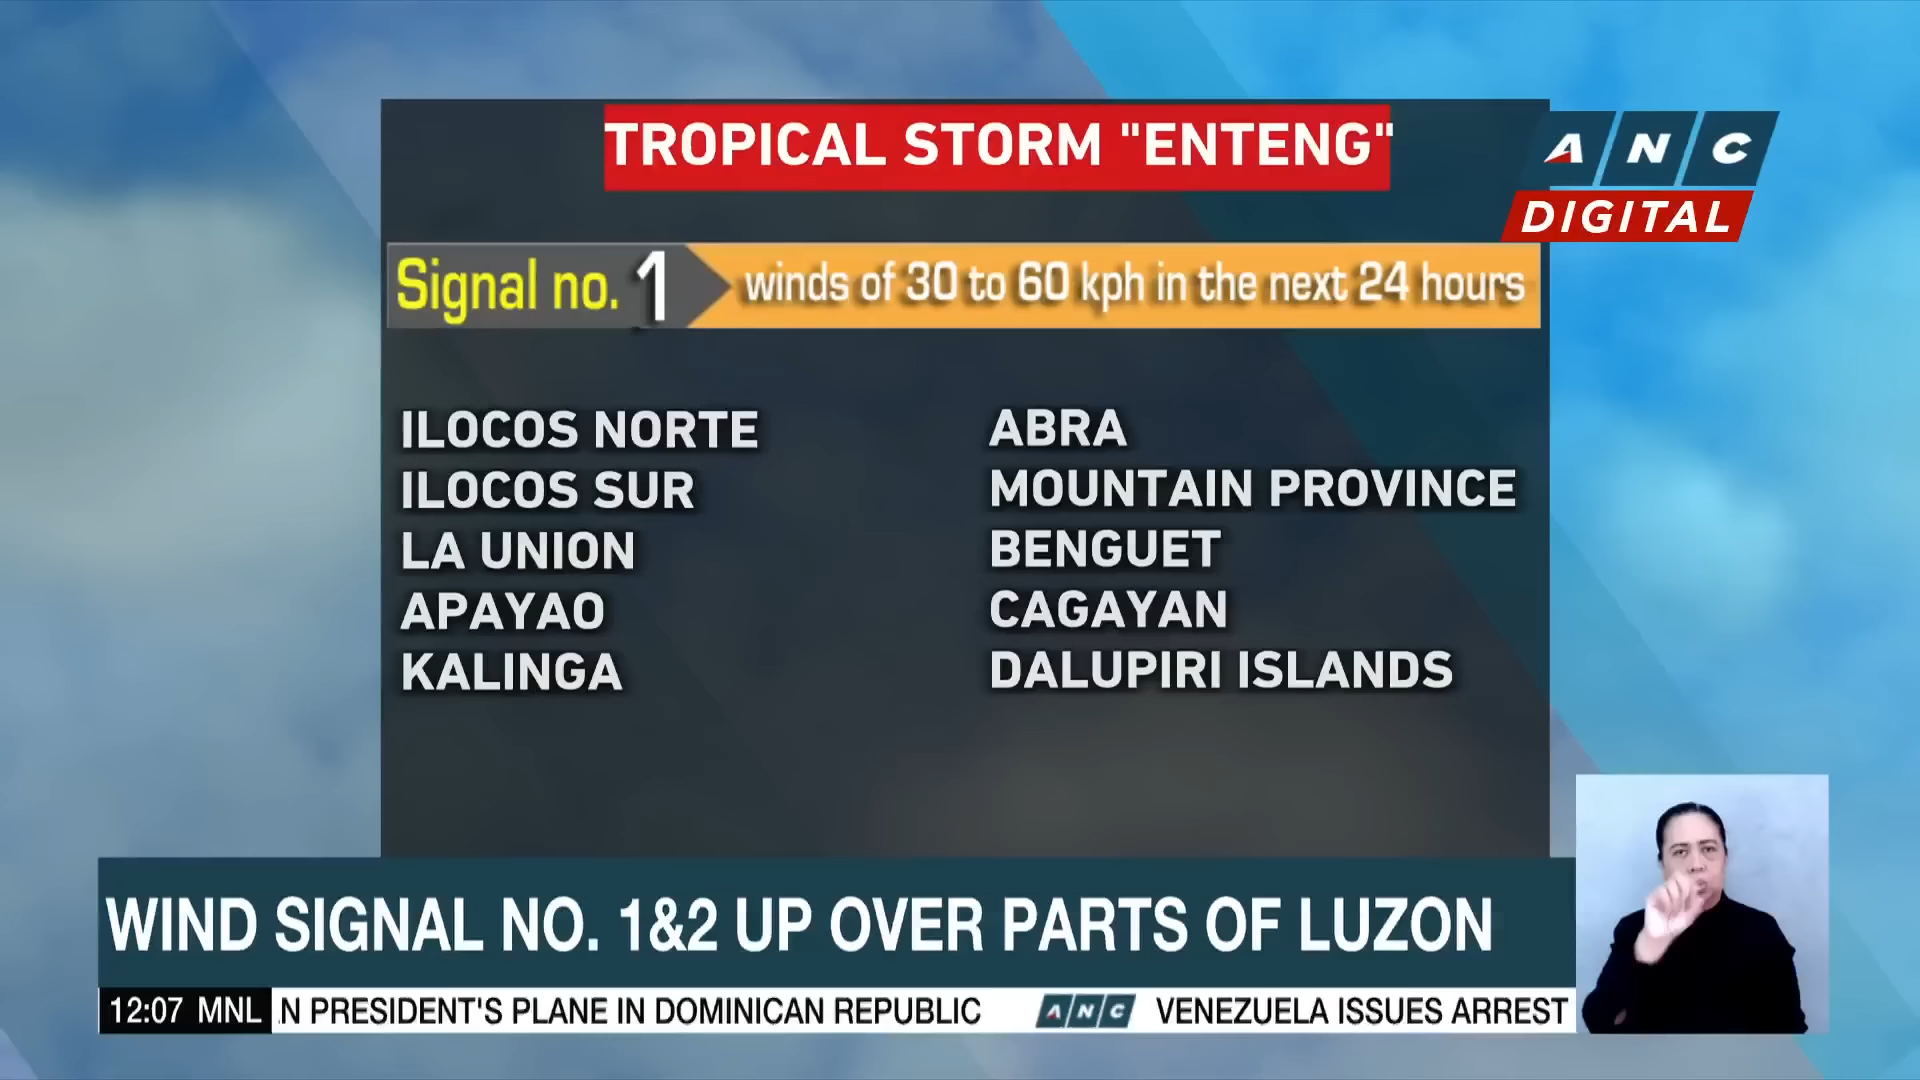 TROPICAL STORM "ENTENG"
ANC
DIGITAL
Signal no. 1 winds of 30 to 60 kph in the next 24 hours
ILOCOS NORTE
ILOCOS SUR
LA UNION
APAYAO
KALINGA
ABRA
MOUNTAIN PROVINCE
BENGUET
CAGAYAN
DALUPIRI ISLANDS
WIND SIGNAL NO. 1&2 UP OVER PARTS OF LUZON
12:07 MNL N PRESIDENT'S PLANE IN DOMINICAN REPUBLIC ANC VENEZUELA ISSUES ARREST